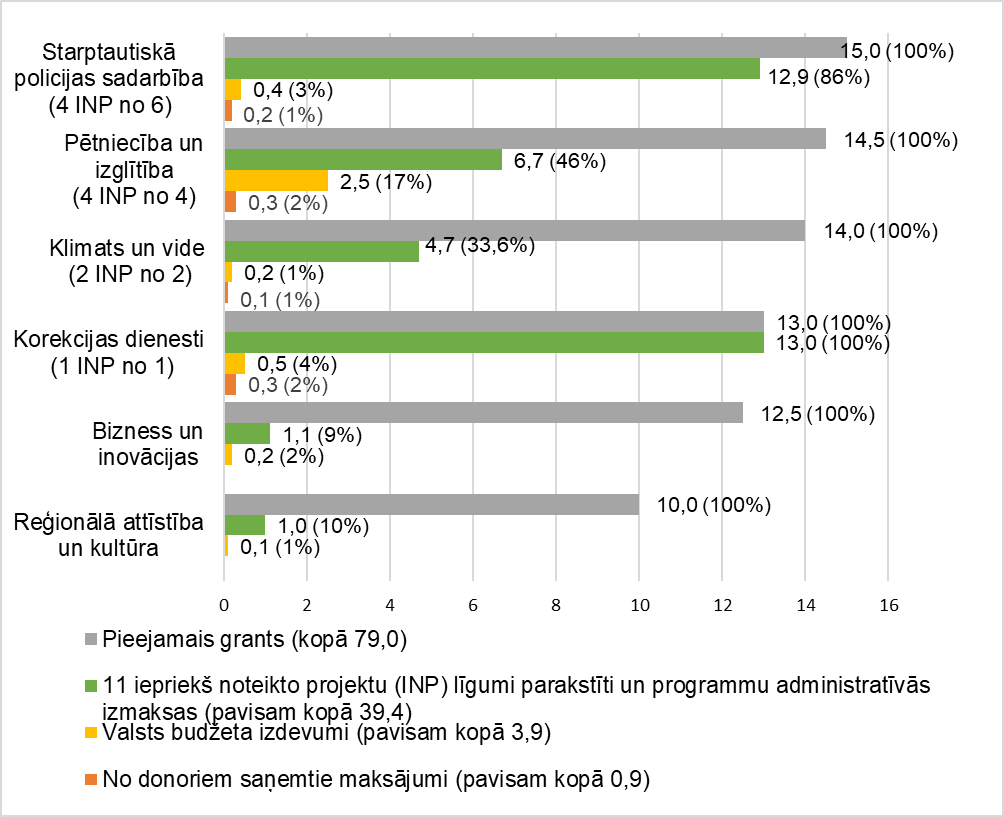 Starptautiskā
policijas sadarbība
(4 INP no 6)
15,0 (100%)
12,9 (86%)
0,4 (3%)
0,2 (1%)
Pētniecība un
izglītība
(4 INP no 4)
14,5 (100%)
6,7 (46%)
2,5 (17%)
0,3 (2%)
Klimats un vide
(2 INP no 2)
14,0 (100%)
4,7 (33,6%)
0,2 (1%)
0,1 (1%)
Korekcijas dienesti
(1 INP no 1)
13,0 (100%)
13,0 (100%)
0,5 (4%)
0,3 (2%)
Bizness un
inovācijas
12,5 (100%)
1,1 (9%)
0,2 (2%)
Reģionālā attīstība
un kultūra
10,0 (100%)
1,0 (10%)
0,1 (1%)
0 2 4 6 8 10 12 14 16
Pieejamais grants (kopā 79,0)
11 iepriekš noteikto projektu (INP) līgumi parakstīti un programmu administratīvās
izmaksas (pavisam kopā 39,4)
Valsts budžeta izdevumi (pavisam kopā 3,9)
No donoriem saņemtie maksājumi (pavisam kopā 0,9)